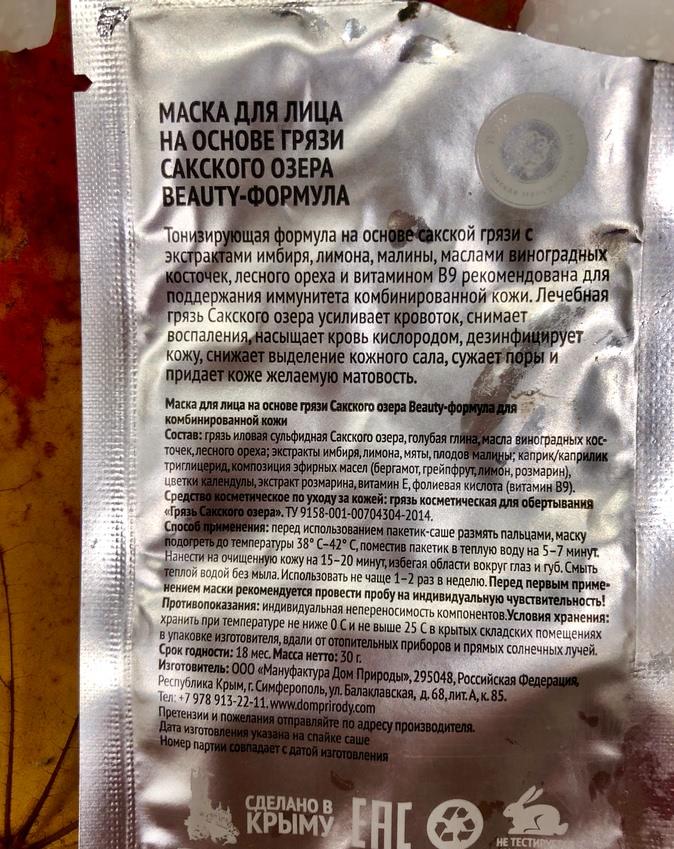 МАСКА ДЛЯ ЛИЦА
НА ОСНОВЕ ГРЯЗИ
САКСКОГО ОЗЕРА
BEAUTY-ФОРМУЛА
Тонизирующая формула на основе сакской грязи с
экстрактами имбиря, лимона, малины, маслами виноградных
косточек, лесного ореха и витамином В9 рекомендована для
поддержания иммунитета комбинированной кожи. Лечебная
грязь Сакского озера усиливает кровоток, снимает
воспаления, насыщает кровь кислородом, дезинфицирует
кожу, снижает выделение кожного сала, сужает поры и
придает коже желаемую матовость.
Маска для лица на основе грязи Сакского озера Beauty-формула для
комбинированной кожи
Состав: грязь иловая сульфидная Сакского озера, голубая глина, масла виноградных кос-
точек, лесного ореха; экстракты имбиря, лимона, мяты, плодов малины; каприк/каприлик
триглицерид, композиция эфирных масел (бергамот, грейпфрут, лимон, розмарин),
цветки календулы, экстракт розмарина, витамин Е, фолиевая кислота (витамин В9).
Средство косметическое по уходу за кожей: грязь косметическая для обертывания
«Грязь Сакского озера». ТУ 9158-001-00704304-2014.
Способ применения: перед использованием пакетик-саше размять пальцами, маску
подогреть до температуры 38° С–42° С, поместив пакетик в теплую воду на 5–7 минут.
Нанести на очищенную кожу на 15–20 минут, избегая области вокруг глаз и губ. Смыть
теплой водой без мыла. Использовать не чаще 1–2 раз в неделю. Перед первым приме-
нением маски рекомендуется провести пробу на индивидуальную чувствительность!
Противопоказания: индивидуальная непереносимость компонентов. Условия хранения:
хранить при температуре не ниже 0 С и не выше 25 С в крытых складских помещениях
в упаковке изготовителя, вдали от отопительных приборов и прямых солнечных лучей.
Срок годности: 18 мес. Масса нетто: 30 г.
Изготовитель: ООО «Мануфактура Дом Природы», 295048, Российская Федерация,
Республика Крым, г. Симферополь, ул. Балаклавская, д. 68, лит. А, к. 85.
Тел: +7 978 913-22-11. www.domprirody.com
Претензии и пожелания отправляйте по адресу производителя.
Дата изготовления указана на спайке саше
Номер партии совпадает с датой изготовления
СДЕЛАНО В
КРЫМУ
ЕАС
НЕ ТЕСТИРУЕТ